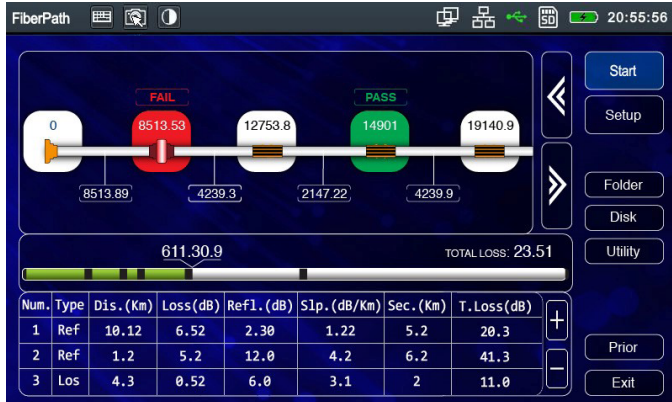 FiberPath
SD
20:55:56
FAIL
PASS
0
8513.53
12753.8
14901
19140.9
8513.89
4239.3
2147.22
4239.9
Start
Setup
Folder
Disk
Utility
Prior
Exit
611.30.9
TOTAL LOSS: 23.51
Num. Type Dis.(Km) Loss(dB) Refl.(dB) Slp.(dB/Km) Sec.(Km) T.Loss(dB)
1 Ref 10.12 6.52 2.30 1.22 5.2 20.3
2 Ref 1.2 5.2 12.0 4.2 6.2 41.3
3 Los 4.3 0.52 6.0 3.1 2 11.0